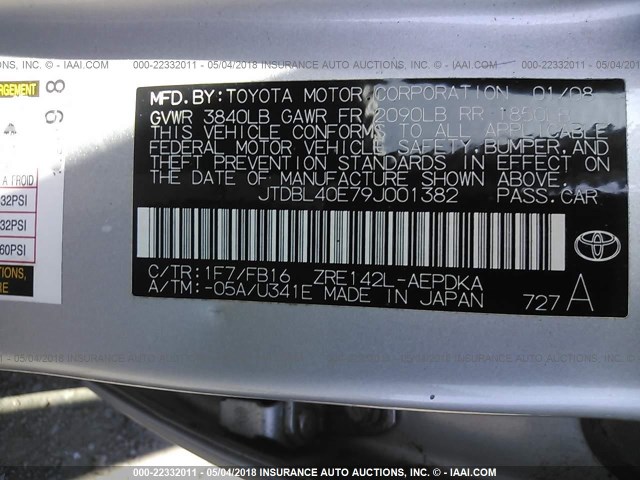 000-22332011 - 05/04/2018 INSURANCE AUTO AUCTIONS - © IAAI.COM
ARGEMENT
86
32PSI
32PSI
60PSI
MFD. BY: TOYOTA MOTOR CORPORATION 01/08
GVWR 3840LB GAWR FR 2090LB RR 1850LB
THIS VEHICLE CONFORMS TO ALL APPLICABLE
FEDERAL MOTOR VEHICLE SAFETY, BUMPER, AND
THEFT PREVENTION STANDARDS IN EFFECT ON
THE DATE OF MANUFACTURE SHOWN ABOVE.
JTDBL40E79J001382 PASS.CAR
C/TR: 1F7/FB16 ZRE142L-AEPDKA
A/TM: -05A/U341E MADE IN JAPAN 727 A
TOYOTA
000-22332011 - 05/04/2018 INSURANCE AUTO AUCTIONS - © IAAI.COM